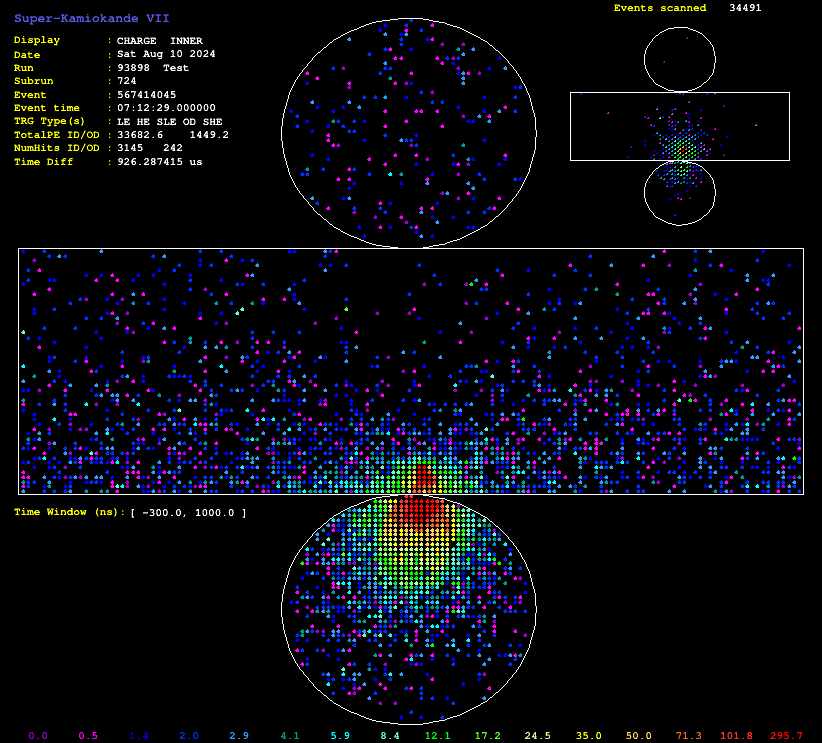 Super-Kamiokande VII
Events scanned 34491
Display : CHARGE INNER
Date : Sat Aug 10 2024
Run : 93898 Test
Subrun : 724
Event : 567414045
Event time : 07:12:29.000000
TRG Type(s) : LE HE SLE OD SHE
TotalPE ID/OD : 33682.6 1449.2
NumHits ID/OD : 3145 242
Time Diff : 926.287415 us
Time Window (ns): [ -300.0, 1000.0 ]
0.0 0.5 1.4 2.0 2.9 4.1 5.9 8.4 12.1 17.2 24.5 35.0 50.0 71.3 101.8 295.7